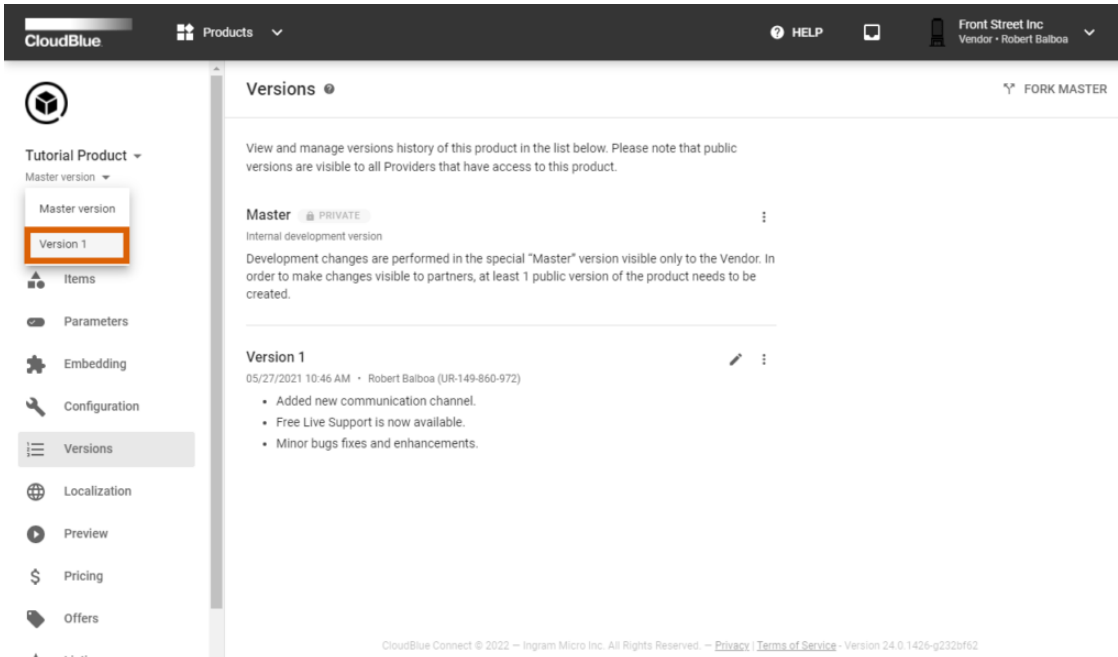 CloudBlue.
Products
HELP
Front Street Inc
Vendor • Robert Balboa
Tutorial Product
Master version
Master version
Version 1
Items
Parameters
Embedding
Configuration
Versions
Localization
Preview
Pricing
Offers
Versions
FORK MASTER
View and manage versions history of this product in the list below. Please note that public
versions are visible to all Providers that have access to this product.
Master PRIVATE
Internal development version
Development changes are performed in the special “Master” version visible only to the Vendor. In
order to make changes visible to partners, at least 1 public version of the product needs to be
created.
Version 1
05/27/2021 10:46 AM • Robert Balboa (UR-149-860-972)
• Added new communication channel.
• Free Live Support is now available.
• Minor bugs fixes and enhancements.
CloudBlue Connect © 2022 — Ingram Micro Inc. All Rights Reserved. — Privacy | Terms of Service - Version 24.0.1426-g232bf62